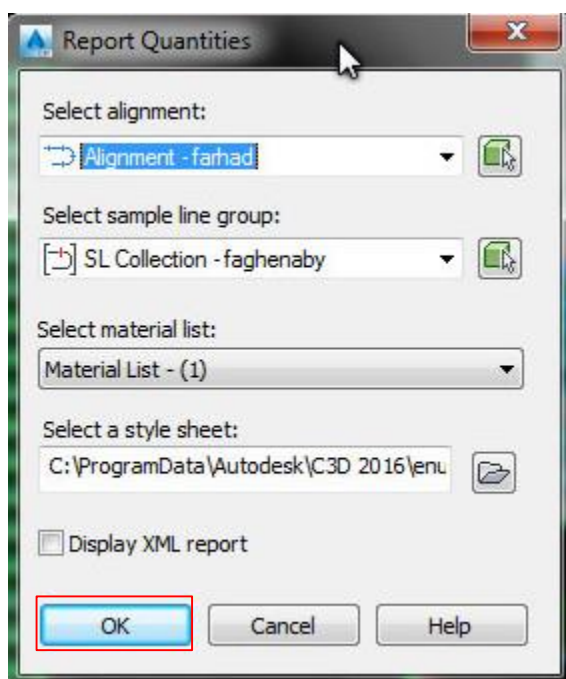 Report Quantities
Select alignment:
Alignment - farhad
Select sample line group:
SL Collection - faghenaby
Select material list:
Material List - (1)
Select a style sheet:
C:\ProgramData\Autodesk\C3D 2016\enu
Display XML report
OK Cancel Help